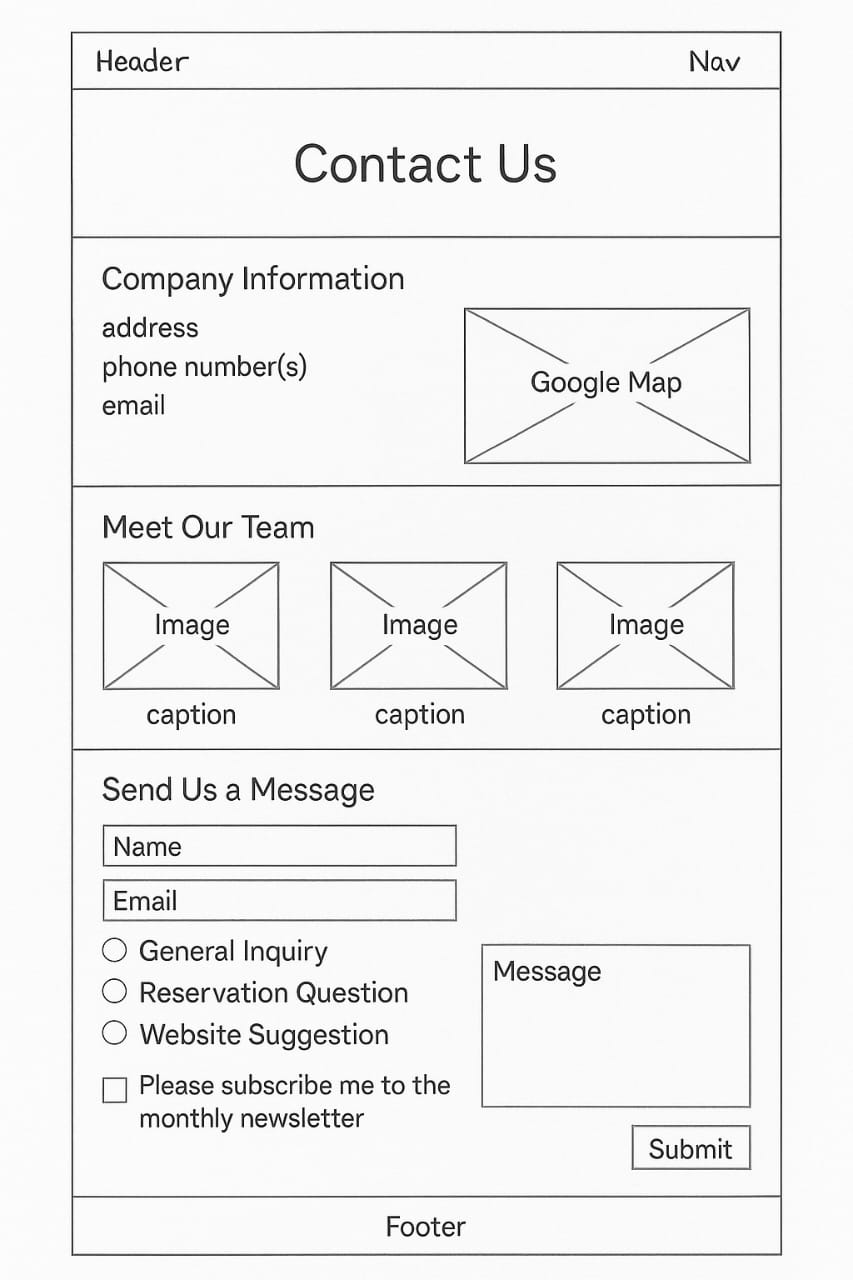 Header
Nav
Contact Us
Company Information
address
phone number(s)
email
Google Map
Meet Our Team
Image
Image
Image
caption
caption
caption
Send Us a Message
Name
Email
General Inquiry
Reservation Question
Website Suggestion
Please subscribe me to the
monthly newsletter
Message
Submit
Footer